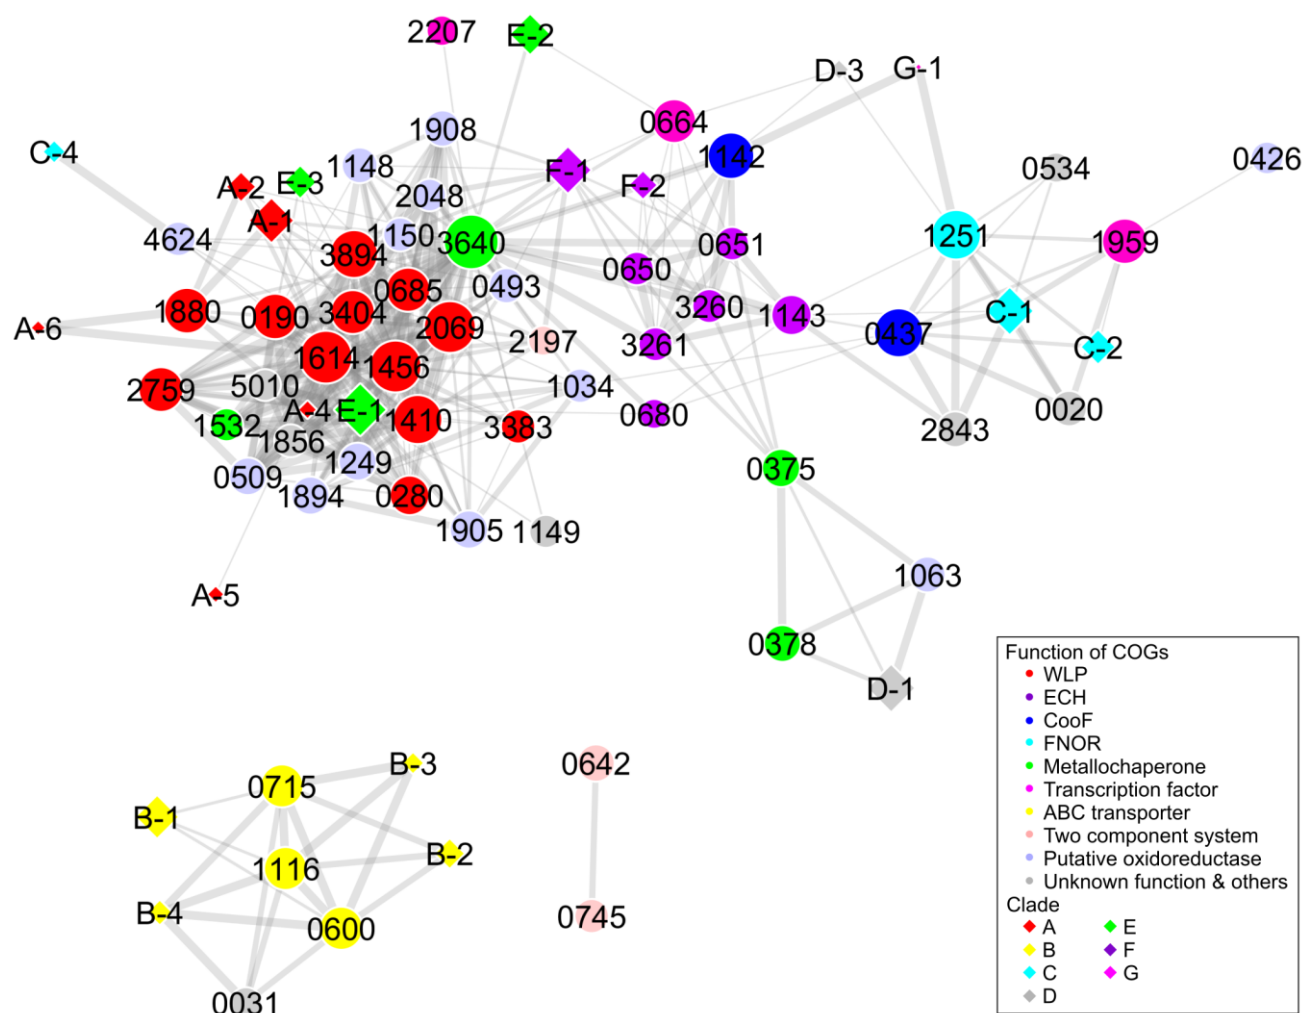 2207
E-2
D-3
G-1
0664
1908
1142
C-4
1148
F-1
0534
0426
A-2
E-3
2048
F-2
A-1
4624
1150
3640
0651
1251
1959
3894
0650
0685
0493
3260
1880
0190
3404
2069
1143
C-1
A-6
2197
3261
0437
C-2
1614
1456
2759
5010
1034
A-4
E-1
1410
0680
0020
1532
3383
2843
1856
0509
1249
0375
1894
0280
1905
1149
1063
A-5
0378
D-1
0715
B-3
0642
B-1
1116
B-2
B-4
0600
0745
0031
Function of COGs
WLP
ECH
CooF
FNOR
Metallochaperone
Transcription factor
ABC transporter
Two component system
Putative oxidoreductase
Unknown function & others
Clade
A
E
B
F
C
G
D